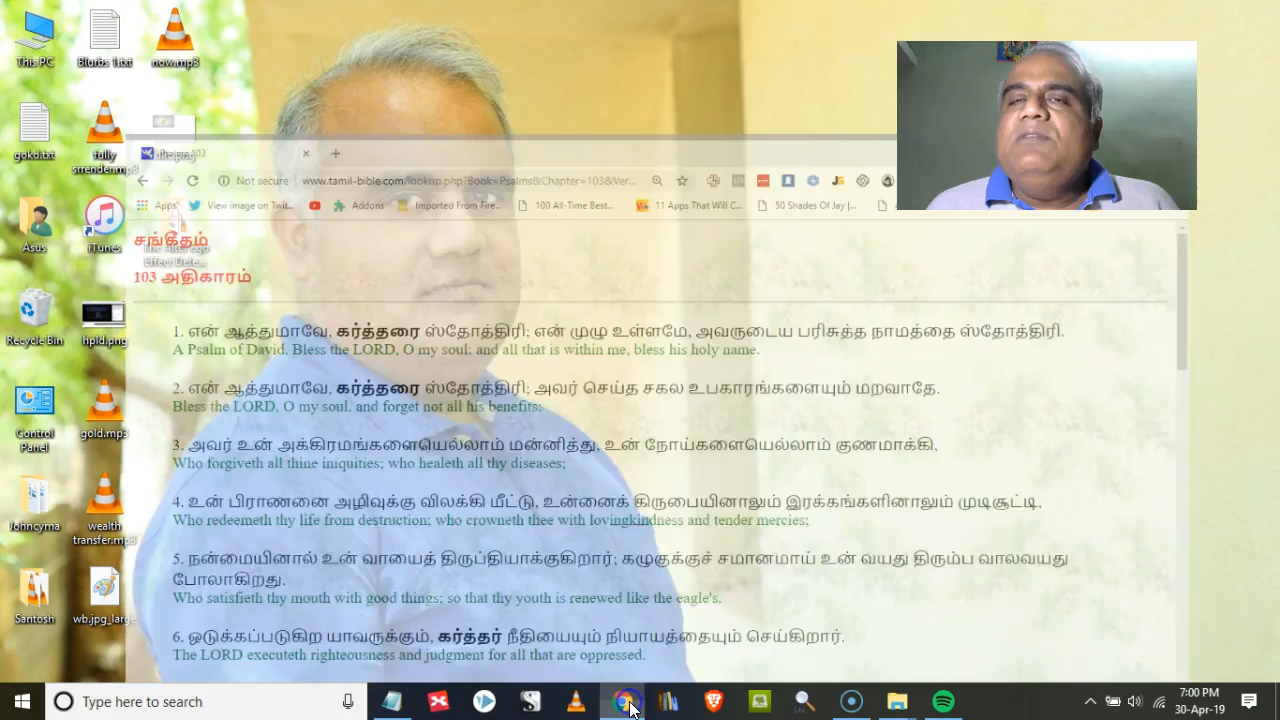 This PC
Blurbs 1.txt
now.mp3
gokd.txt
fully
srrender.mp3
Asus
iTunes
Effect Dete...
Recycle Bin
hpld.png
Control
Panel
gold.mp3
Johncyma
wealth
transfer.mp3
Santosh
wb.jpg_large
103
Not secure
www.tamil-bible.com/lookup.php?Book=Psalms&Chapter=103&Ver...
Apps
View image on Twit...
Addons
Imported From Fire...
100 All-Time Best...
11 Apps That Will C...
50 Shades Of Jay |...
சங்கீதம்
103 அதிகாரம்
1. என் ஆத்துமாவே, கர்த்தரை ஸ்தோத்திரி; என் முழு உள்ளமே, அவருடைய பரிசுத்த நாமத்தை ஸ்தோத்திரி.
A Psalm of David. Bless the LORD, O my soul: and all that is within me, bless his holy name.
2. என் ஆத்துமாவே, கர்த்தரை ஸ்தோத்திரி; அவர் செய்த சகல உபகாரங்களையும் மறவாதே.
Bless the LORD, O my soul, and forget not all his benefits:
3. அவர் உன் அக்கிரமங்களையெல்லாம் மன்னித்து, உன் நோய்களையெல்லாம் குணமாக்கி,
Who forgiveth all thine iniquities; who healeth all thy diseases;
4. உன் பிராணனை அழிவுக்கு விலக்கி மீட்டு, உன்னைக் கிருபையினாலும் இரக்கங்களினாலும் முடிசூட்டி,
Who redeemeth thy life from destruction; who crowneth thee with lovingkindness and tender mercies;
5. நன்மையினால் உன் வாயைத் திருப்தியாக்குகிறார்; கழுகுக்குச் சமானமாய் உன் வயது திரும்ப வாலவயது
போலாகிறது.
Who satisfieth thy mouth with good things; so that thy youth is renewed like the eagle's.
6. ஒடுக்கப்படுகிற யாவருக்கும், கர்த்தர் நீதியையும் நியாயத்தையும் செய்கிறார்.
The LORD executeth righteousness and judgment for all that are oppressed.
Type here to search
7:00 PM
30-Apr-19